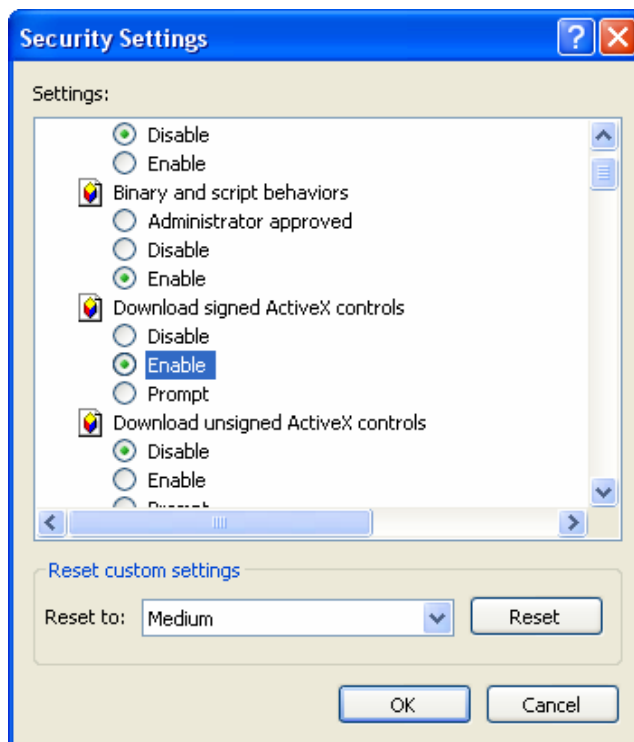 Security Settings
Settings:
Disable
Enable
Binary and script behaviors
Administrator approved
Disable
Enable
Download signed ActiveX controls
Disable
Enable
Prompt
Download unsigned ActiveX controls
Disable
Enable
Reset custom settings
Reset to: Medium Reset
OK Cancel